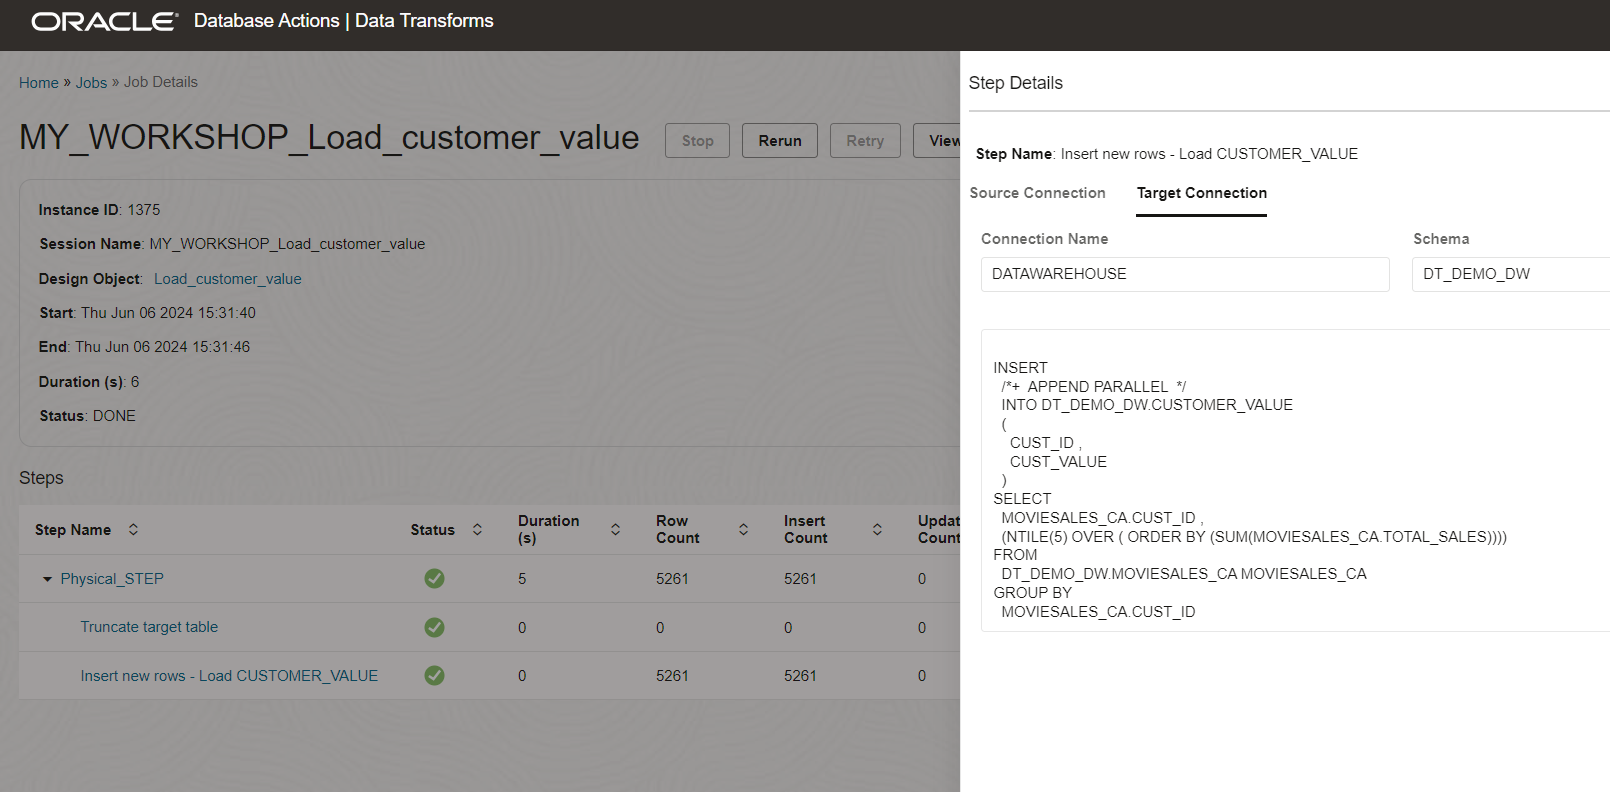 ORACLE® Database Actions | Data Transforms
Home » Jobs » Job Details
MY_WORKSHOP_Load_customer_value
Stop Rerun Retry View
Instance ID: 1375
Session Name: MY_WORKSHOP_Load_customer_value
Design Object: Load_customer_value
Start: Thu Jun 06 2024 15:31:40
End: Thu Jun 06 2024 15:31:46
Duration (s): 6
Status: DONE
Steps
Step Name Status Duration (s) Row Count Insert Count Updat Count
Physical_STEP 5 5261 5261 0
Truncate target table 0 0 0 0
Insert new rows - Load CUSTOMER_VALUE 0 5261 5261 0
Step Details
Step Name: Insert new rows - Load CUSTOMER_VALUE
Source Connection Target Connection
Connection Name Schema
DATAWAREHOUSE DT_DEMO_DW
INSERT
/*+ APPEND PARALLEL */
INTO DT_DEMO_DW.CUSTOMER_VALUE
(
CUST_ID ,
CUST_VALUE
)
SELECT
MOVIESALES_CA.CUST_ID ,
(NTILE(5) OVER ( ORDER BY (SUM(MOVIESALES_CA.TOTAL_SALES))))
FROM
DT_DEMO_DW.MOVIESALES_CA MOVIESALES_CA
GROUP BY
MOVIESALES_CA.CUST_ID